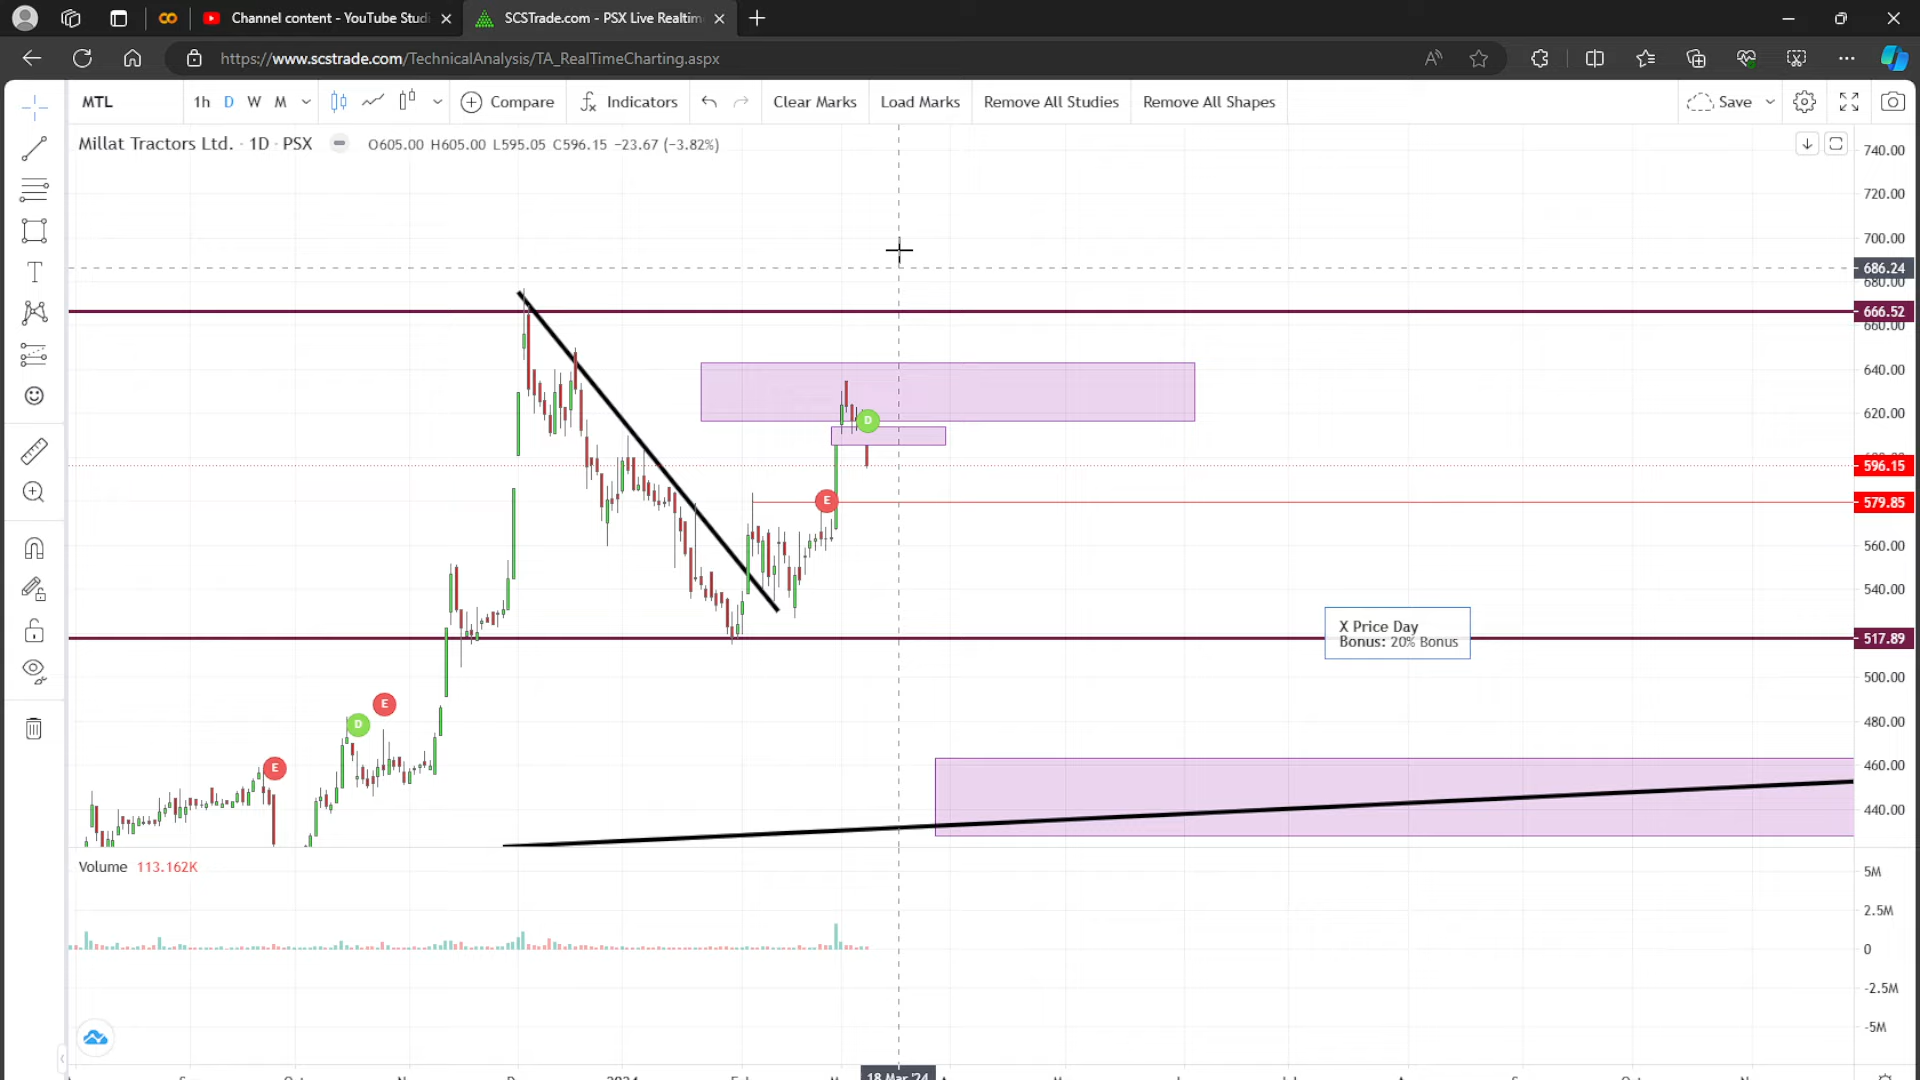 Channel content - YouTube Studi
SCSTrade.com - PSX Live Realtim
https://www.scstrade.com/TechnicalAnalysis/TA_RealTimeCharting.aspx
MTL
1h D W M
Compare
Indicators
Clear Marks
Load Marks
Remove All Studies
Remove All Shapes
Save
Millat Tractors Ltd. · 1D · PSX
O605.00 H605.00 L595.05 C596.15 −23.67 (−3.82%)
740.00
720.00
700.00
686.24
680.00
666.52
660.00
640.00
620.00
D
596.15
E
579.85
560.00
540.00
X Price Day
Bonus: 20% Bonus
517.89
500.00
E
D
480.00
E
460.00
440.00
Volume 113.162K
5M
2.5M
0
-2.5M
-5M
2024
18 Mar '24